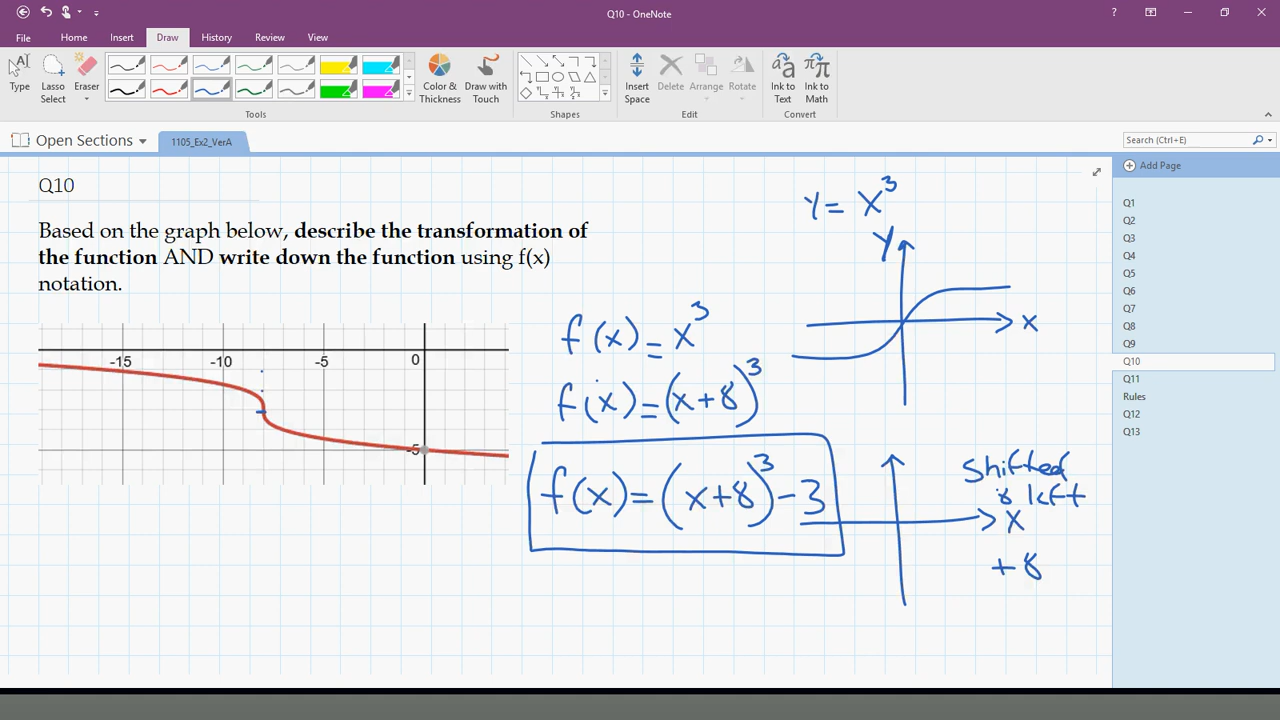 Q10 - OneNote
?
File Home Insert Draw History Review View
Type
Lasso
Select
Eraser
Color &
Thickness
Draw with
Touch
Insert
Space
Delete
Arrange
Rotate
Ink to
Text
Ink to
Math
Tools
Shapes
Edit
Convert
Open Sections
1105_Ex2_VerA
Search (Ctrl+E)
Add Page
Q1
Q2
Q3
Q4
Q5
Q6
Q7
Q8
Q9
Q10
Q11
Rules
Q12
Q13
Q10
Based on the graph below, describe the transformation of
the function AND write down the function using f(x)
notation.
-15 -10 -5 0
-5
y = x³
y
x
f(x) = x³
f(x) = (x+8)³
f(x) = (x+8)³ - 3
Shifted
8 left
x
+8